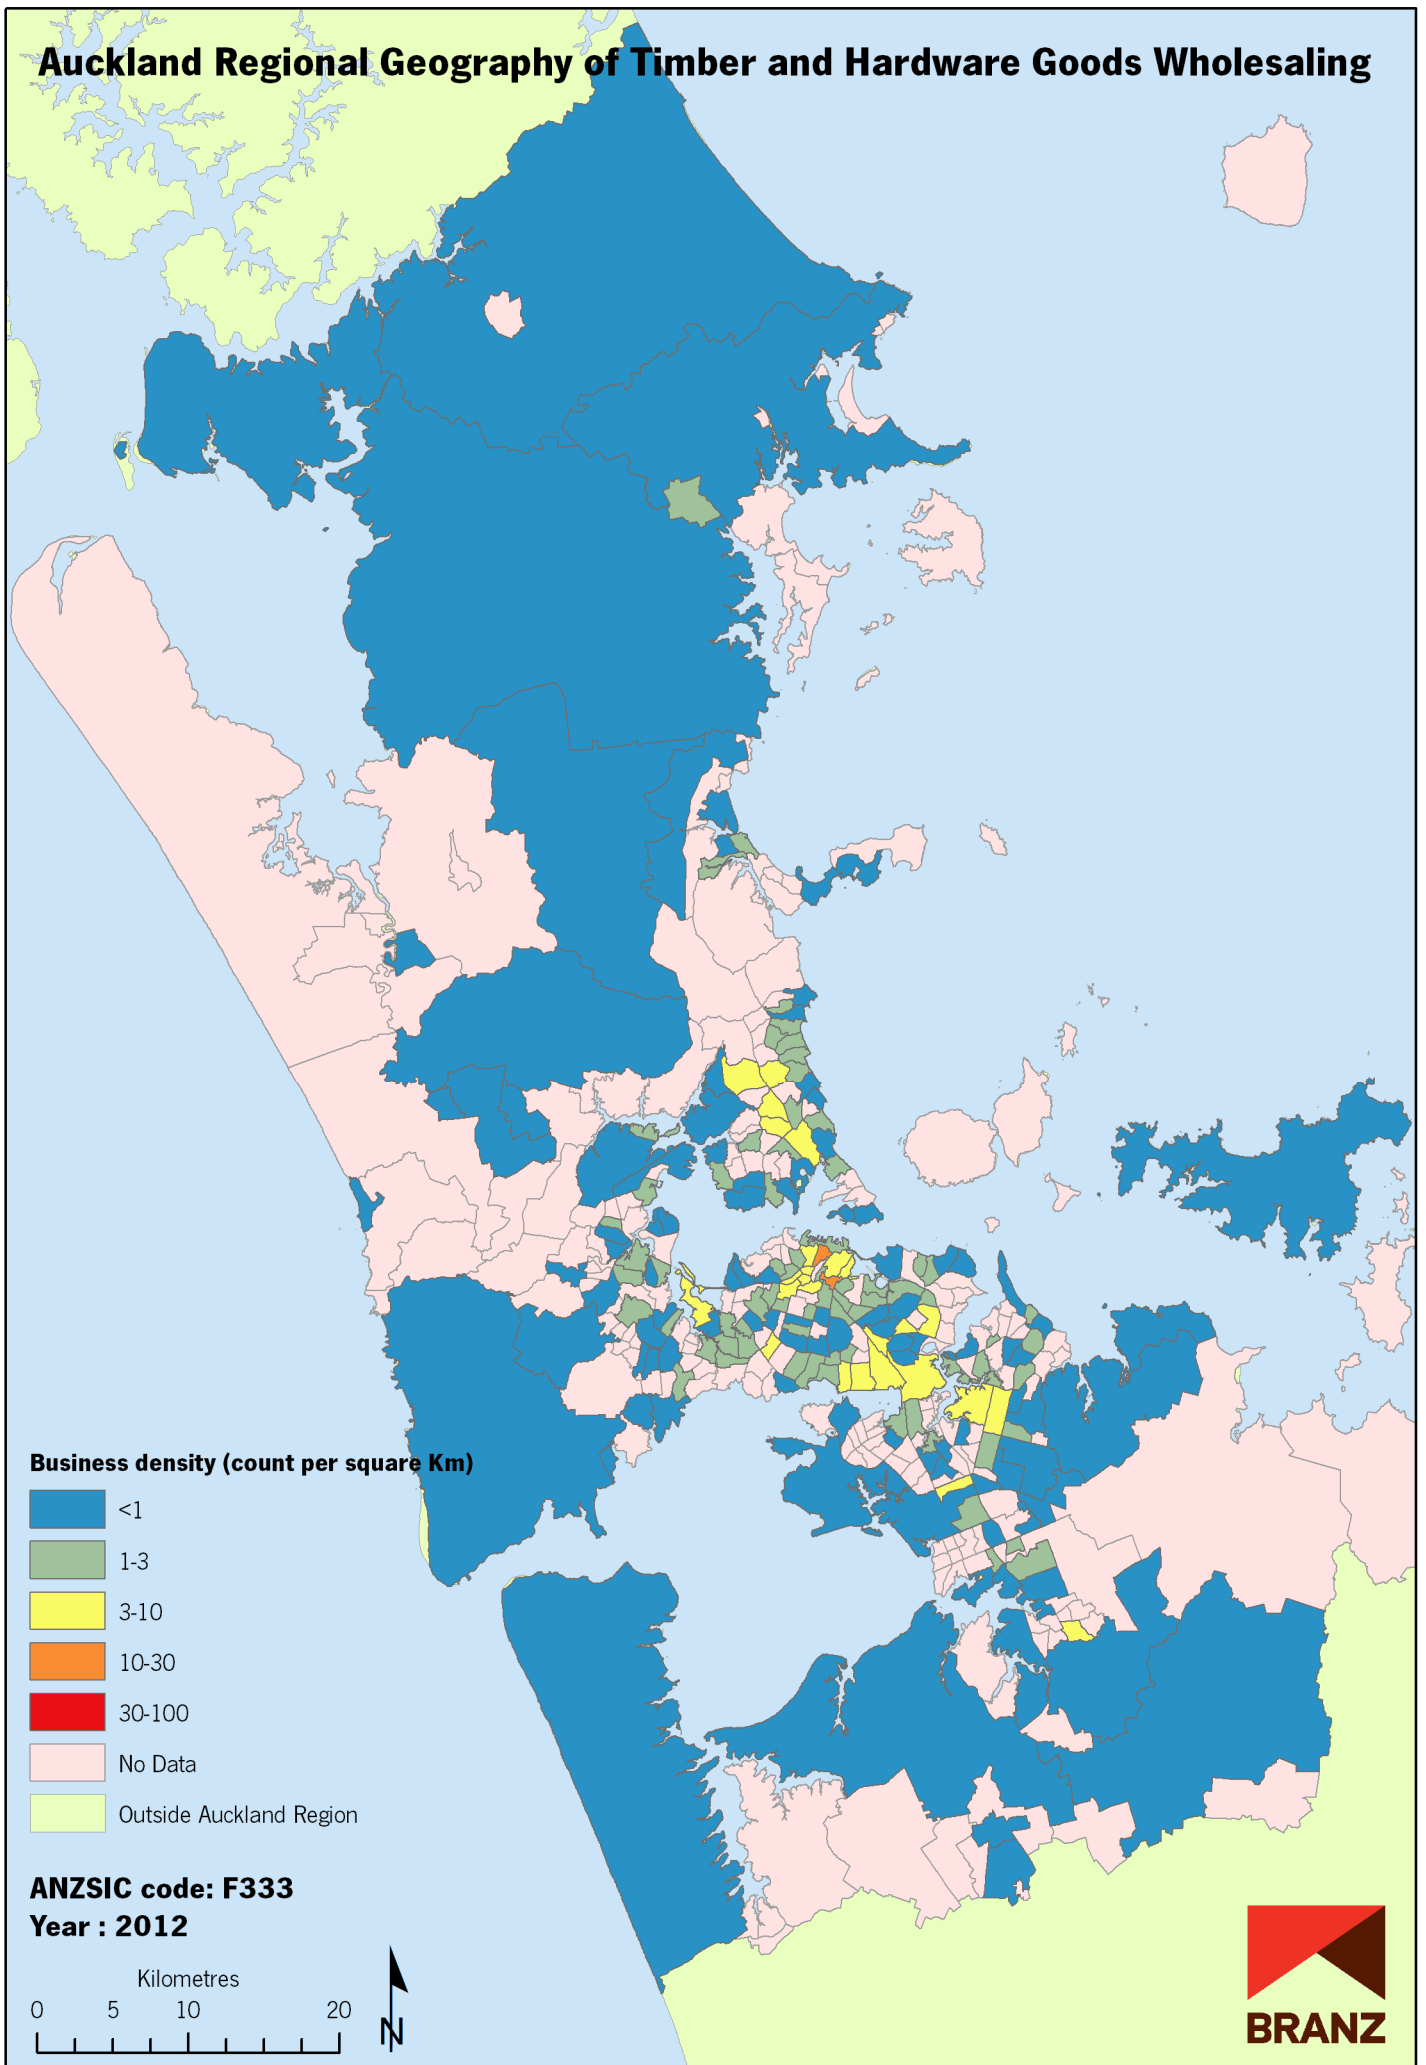 Auckland Regional Geography of Timber and Hardware Goods Wholesaling
Business density (count per square Km)
<1
1-3
3-10
10-30
30-100
No Data
Outside Auckland Region
ANZSIC code: F333
Year : 2012
Kilometres
0 5 10 20
N
BRANZ